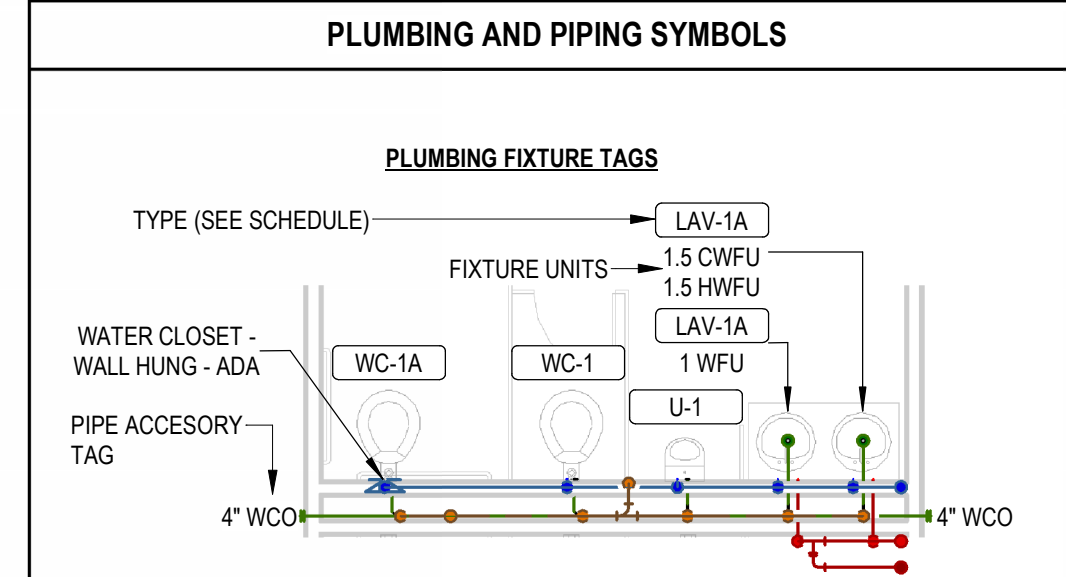 PLUMBING AND PIPING SYMBOLS
PLUMBING FIXTURE TAGS
TYPE (SEE SCHEDULE)
LAV-1A
FIXTURE UNITS
1.5 CWFU
1.5 HWFU
LAV-1A
1 WFU
WATER CLOSET -
WALL HUNG - ADA
WC-1A
WC-1
U-1
PIPE ACCESORY
TAG
4" WCO
4" WCO